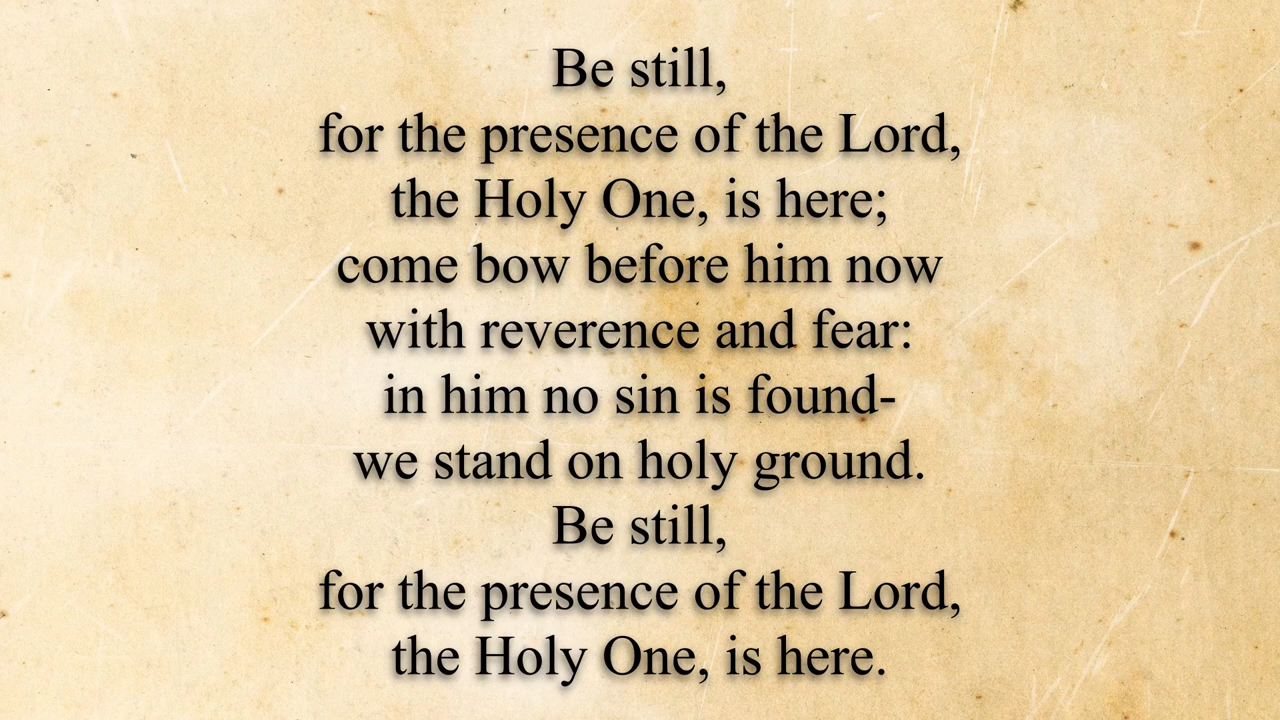 Be still,
for the presence of the Lord,
the Holy One, is here;
come bow before him now
with reverence and fear:
in him no sin is found-
we stand on holy ground.
Be still,
for the presence of the Lord,
the Holy One, is here.